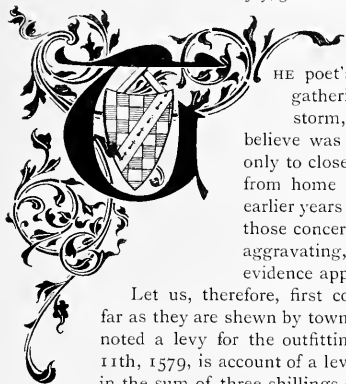 THE poet's
gatheri
storm,
believe was
only to close
from home
earlier years
those concer
aggravating,
evidence app
Let us, therefore, first co
far as they are shewn by town
noted a levy for the outfittin
11th, 1579, is account of a lev
in the sum of three shillings